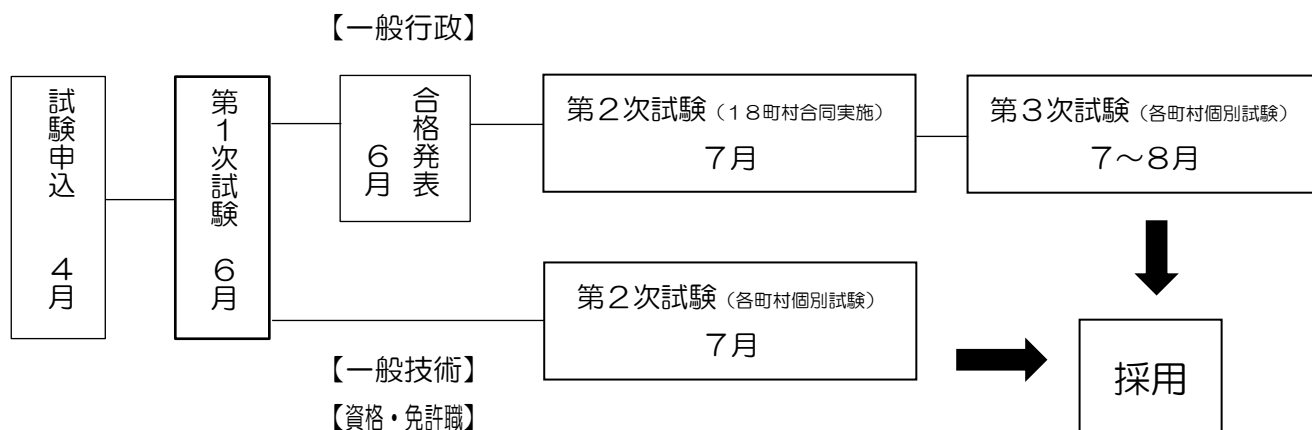 【一般行政】
試験申込　４月
第１次試験　６月
合格発表
６月
第２次試験（１８町村合同実施）
７月
第３次試験（各町村個別試験）
７～８月
第２次試験（各町村個別試験）
７月
【一般技術】
【資格・免許職】
採用